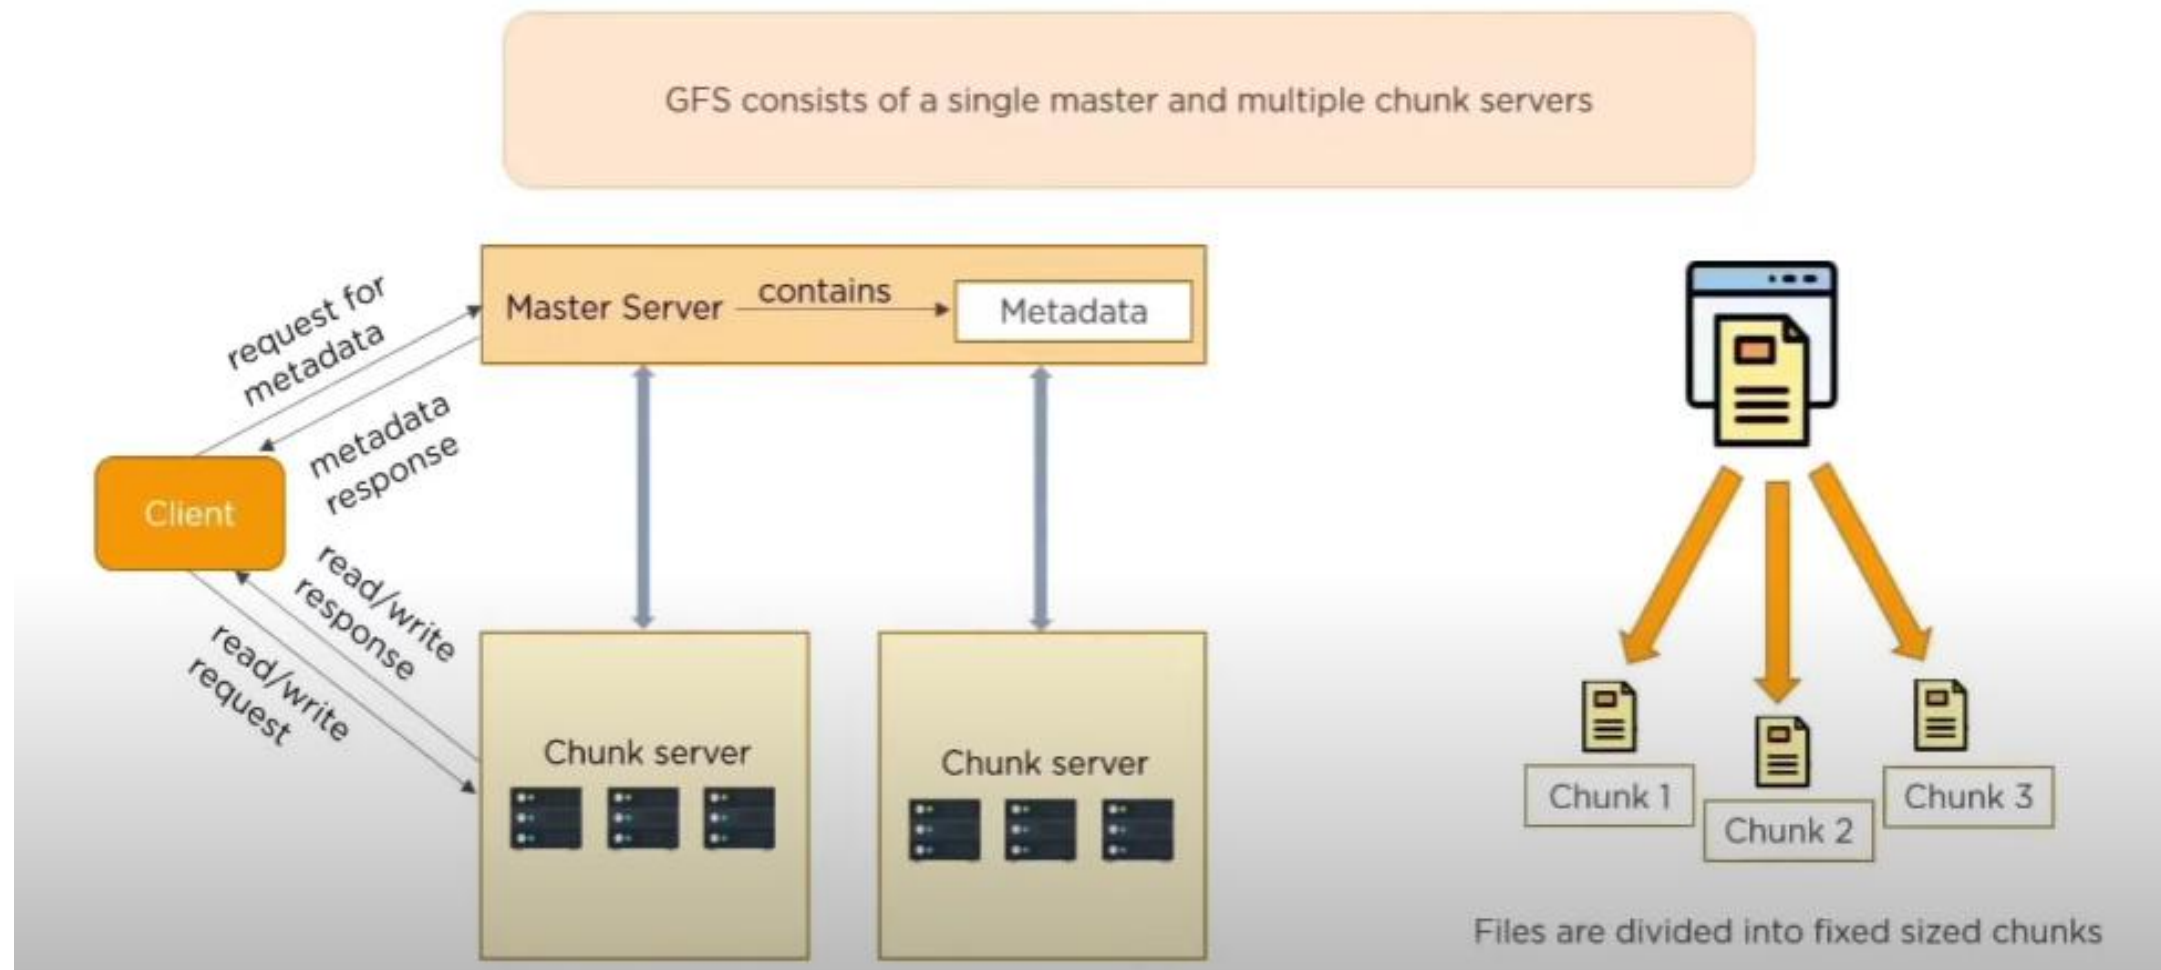 GFS consists of a single master and multiple chunk servers
request for
metadata
Master Server
contains
Metadata
metadata
response
Client
read/write
response
read/write
request
Chunk server
Chunk server
Chunk 1
Chunk 2
Chunk 3
Files are divided into fixed sized chunks